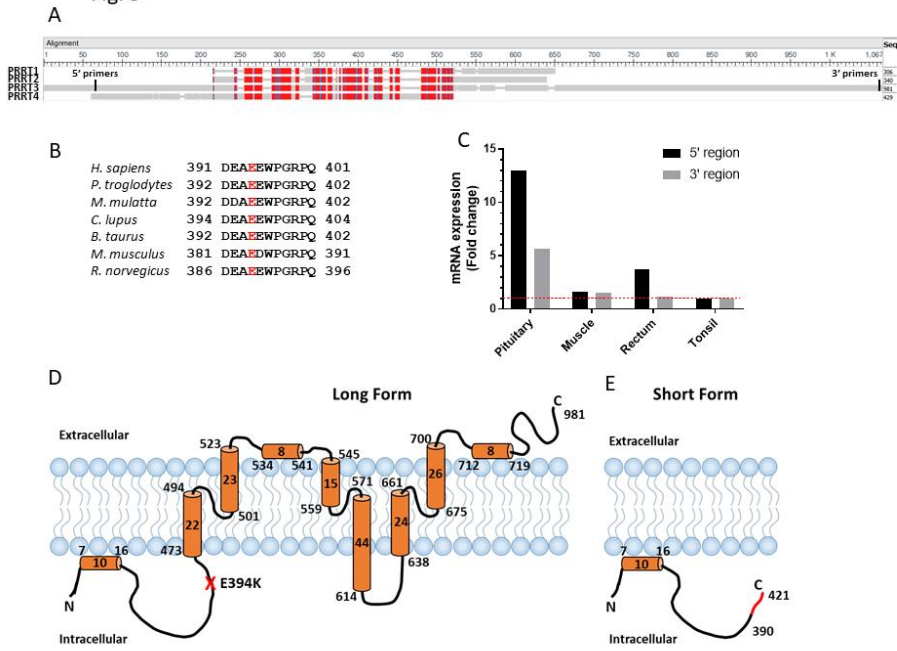 A
Alignment
Seq
1 50 100 150 200 250 300 350 400 450 500 550 600 650 700 750 800 850 900 950 1 K 1,067
PRRT1 306
5' primers 3' primers
PRRT2 340
PRRT3 981
PRRT4 429
B
H. sapiens 391 DEAEEWPGRPQ 401
P. troglodytes 392 DEAEEWPGRPQ 402
M. mulatta 392 DDAEEWPGRPQ 402
C. lupus 394 DEAEEWPGRPQ 404
B. taurus 392 DEAEEWPGRPQ 402
M. musculus 381 DEAEDWPGRPQ 391
R. norvegicus 386 DEAEEWPGRPQ 396
C
mRNA expression
(Fold change)
15
10
5
0
5' region
3' region
Pituitary
Muscle
Rectum
Tonsil
D
Long Form
Extracellular
Intracellular
N
7 16
10
E394K
473
22
494
501
23
523
534 541
8
545
15
559
571
44
614
638
24
661
675
26
700
712 719
8
C
981
E
Short Form
Extracellular
Intracellular
N
7 16
10
C
421
390